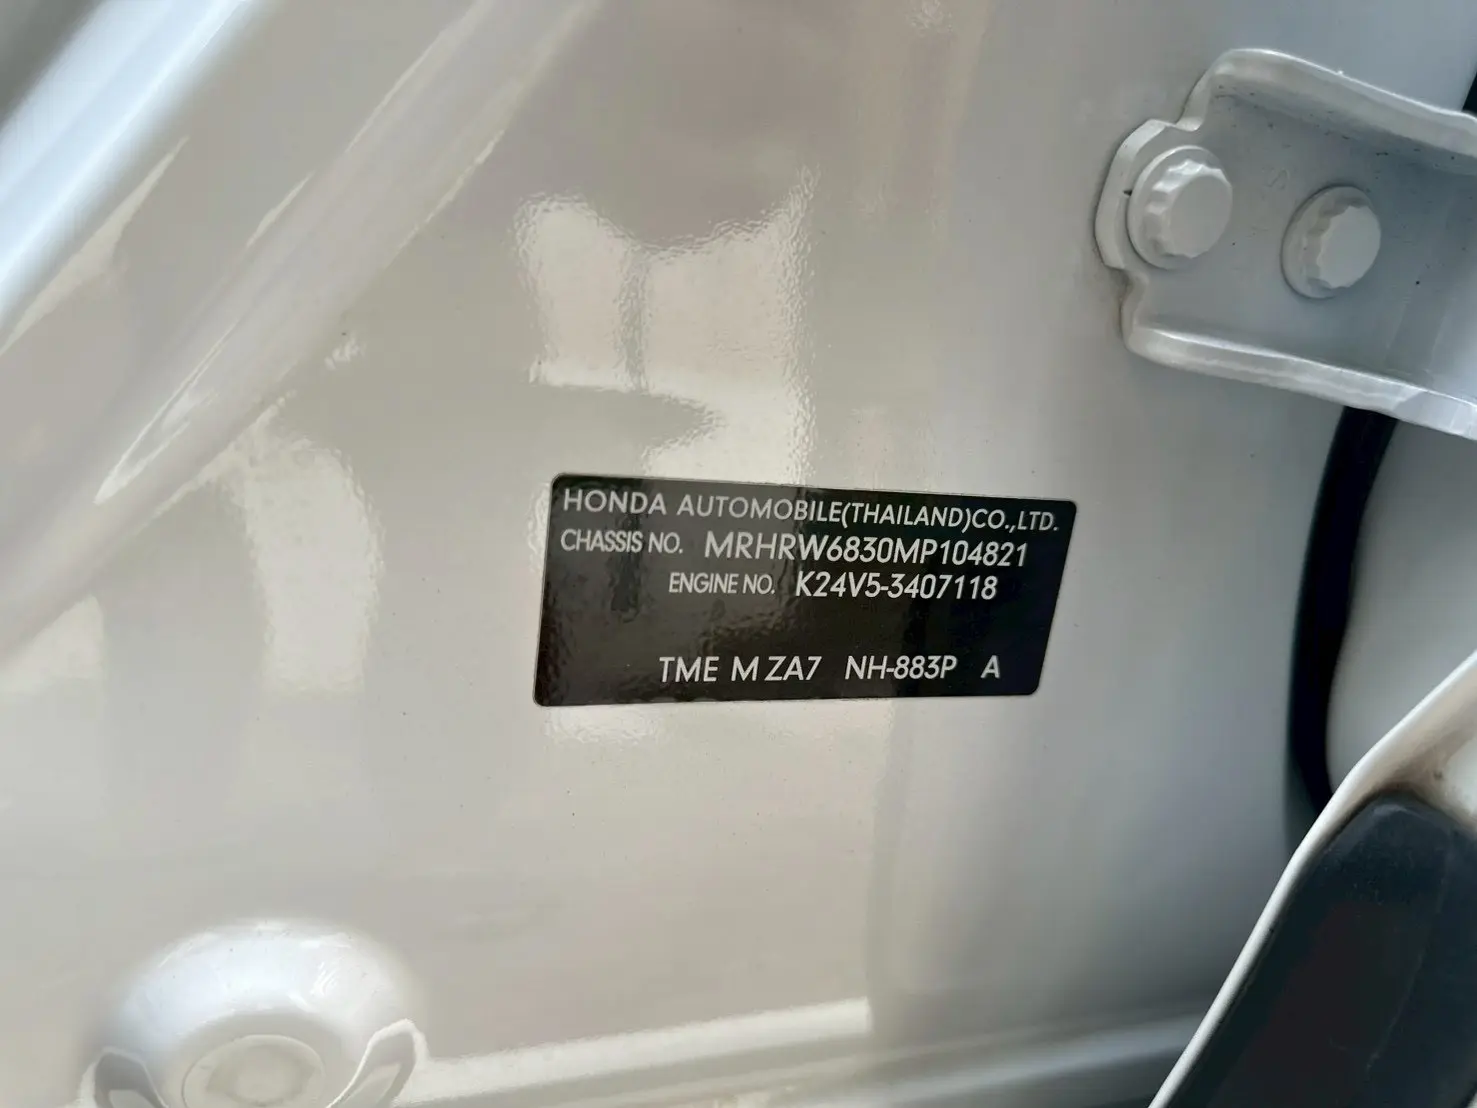 HONDA AUTOMOBILE(THAILAND)CO.,LTD.
CHASSIS NO. MRHRW6830MP104821
ENGINE NO. K24V5-3407118
TME M ZA7 NH-883P A